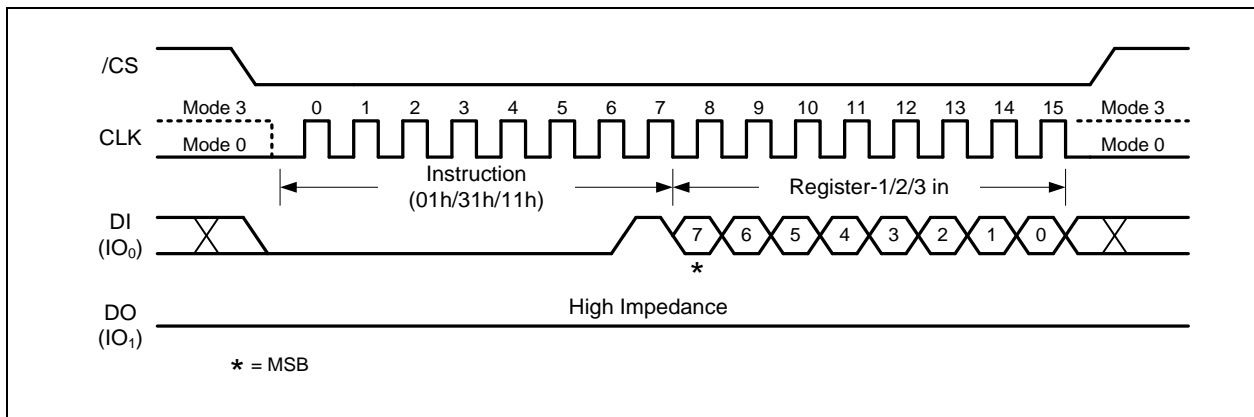 /CS
Mode 3 0 1 2 3 4 5 6 7 8 9 10 11 12 13 14 15 Mode 3
CLK
Mode 0 Mode 0
Instruction
(01h/31h/11h)
Register-1/2/3 in
DI
(IO₀)
7 6 5 4 3 2 1 0
*
High Impedance
DO
(IO₁)
* = MSB